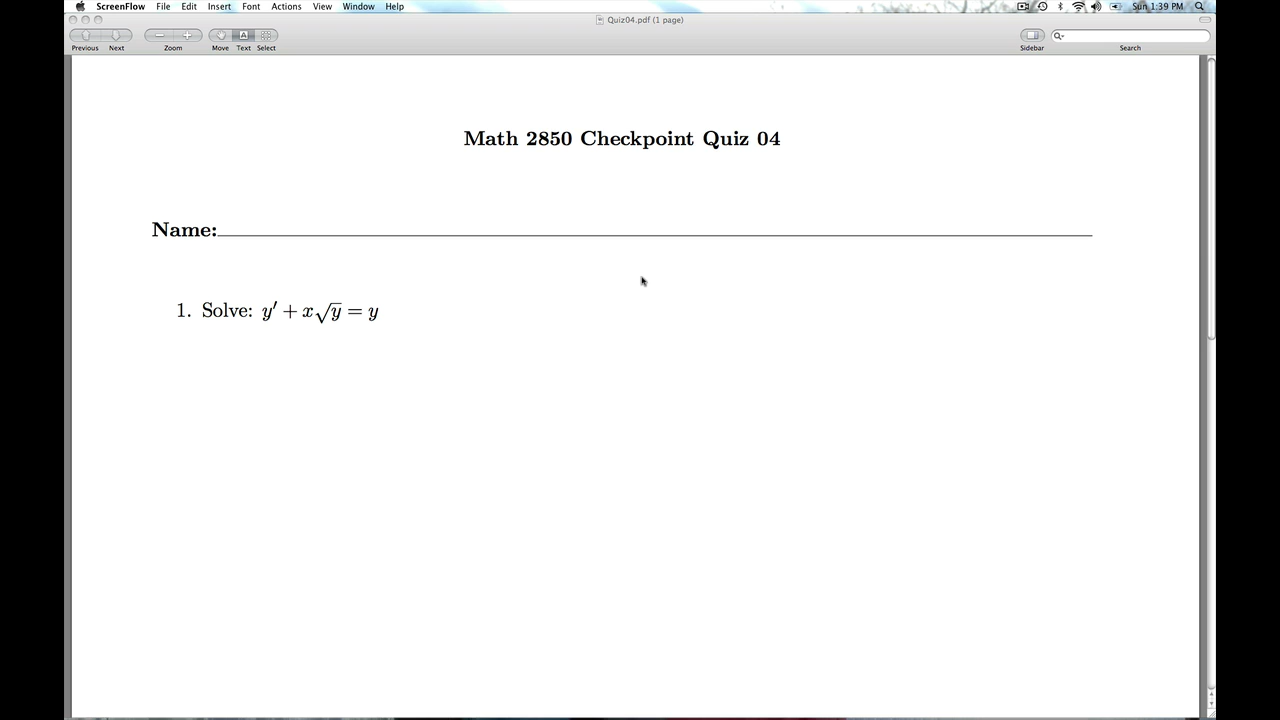 ScreenFlow File Edit Insert Font Actions View Window Help Sun 1:39 PM
Quiz04.pdf (1 page)
Previous Next Zoom Move Text Select Sidebar Search
Math 2850 Checkpoint Quiz 04
Name:
1. Solve: y′ + x√y = y